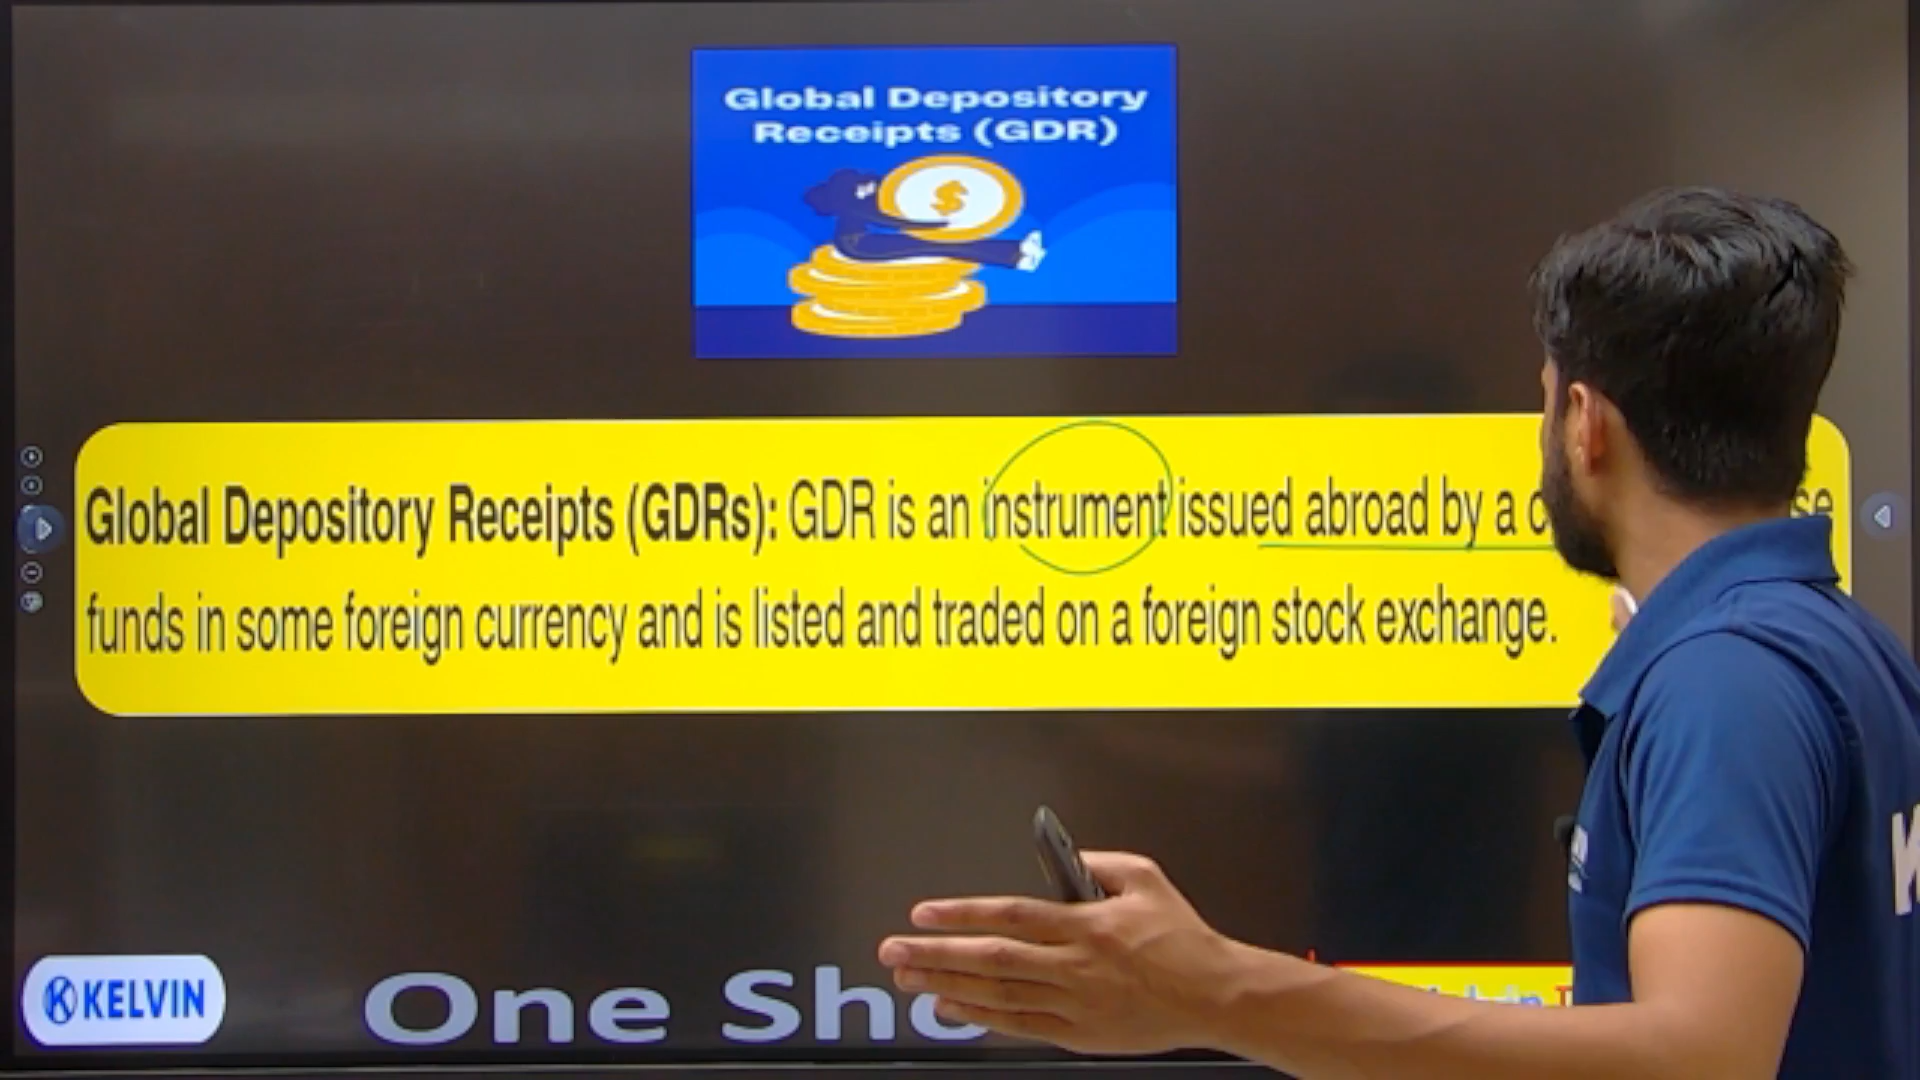 Global Depository
Receipts (GDR)
$
Global Depository Receipts (GDRs): GDR is an instrument issued abroad by a
funds in some foreign currency and is listed and traded on a foreign stock exchange.
KELVIN
One